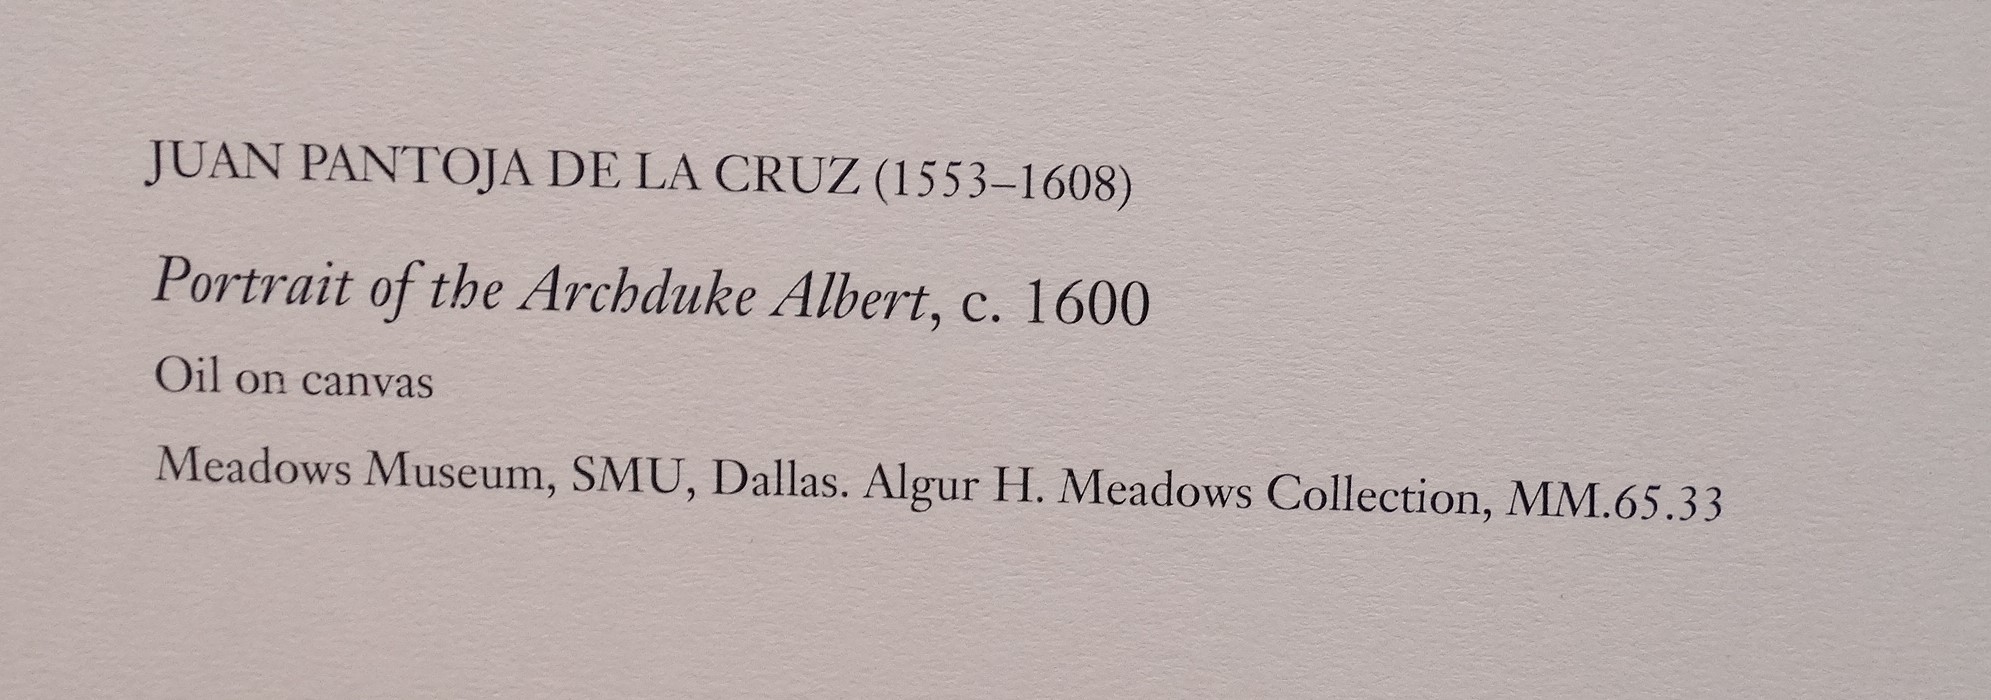 JUAN PANTOJA DE LA CRUZ (1553–1608)
Portrait of the Archduke Albert, c. 1600
Oil on canvas
Meadows Museum, SMU, Dallas. Algur H. Meadows Collection, MM.65.33